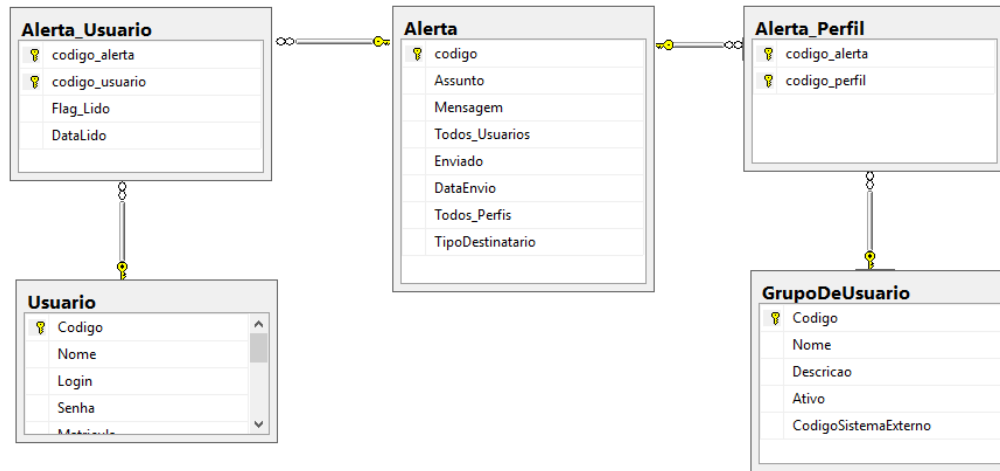 Alerta_Usuario
codigo_alerta
codigo_usuario
Flag_Lido
DataLido
Alerta
codigo
Assunto
Mensagem
Todos_Usuarios
Enviado
DataEnvio
Todos_Perfis
TipoDestinatario
Alerta_Perfil
codigo_alerta
codigo_perfil
Usuario
Codigo
Nome
Login
Senha
Matricula
GrupoDeUsuario
Codigo
Nome
Descricao
Ativo
CodigoSistemaExterno